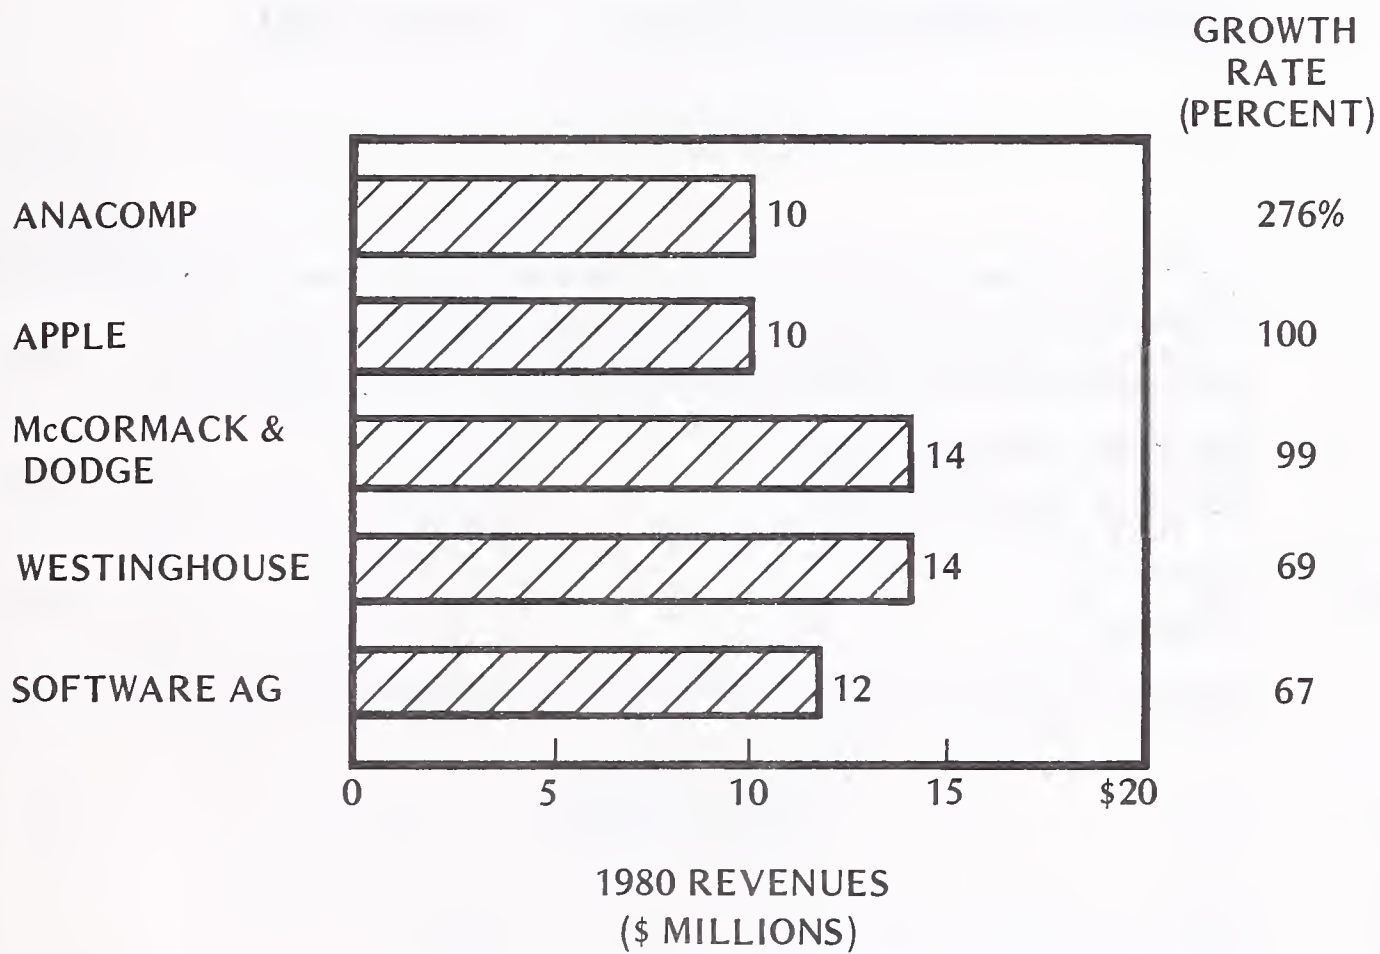 GROWTH
RATE
(PERCENT)
ANACOMP 10 276%
APPLE 10 100
McCORMACK &
DODGE 14 99
WESTINGHOUSE 14 69
SOFTWARE AG 12 67
0 5 10 15 $20
1980 REVENUES
($ MILLIONS)